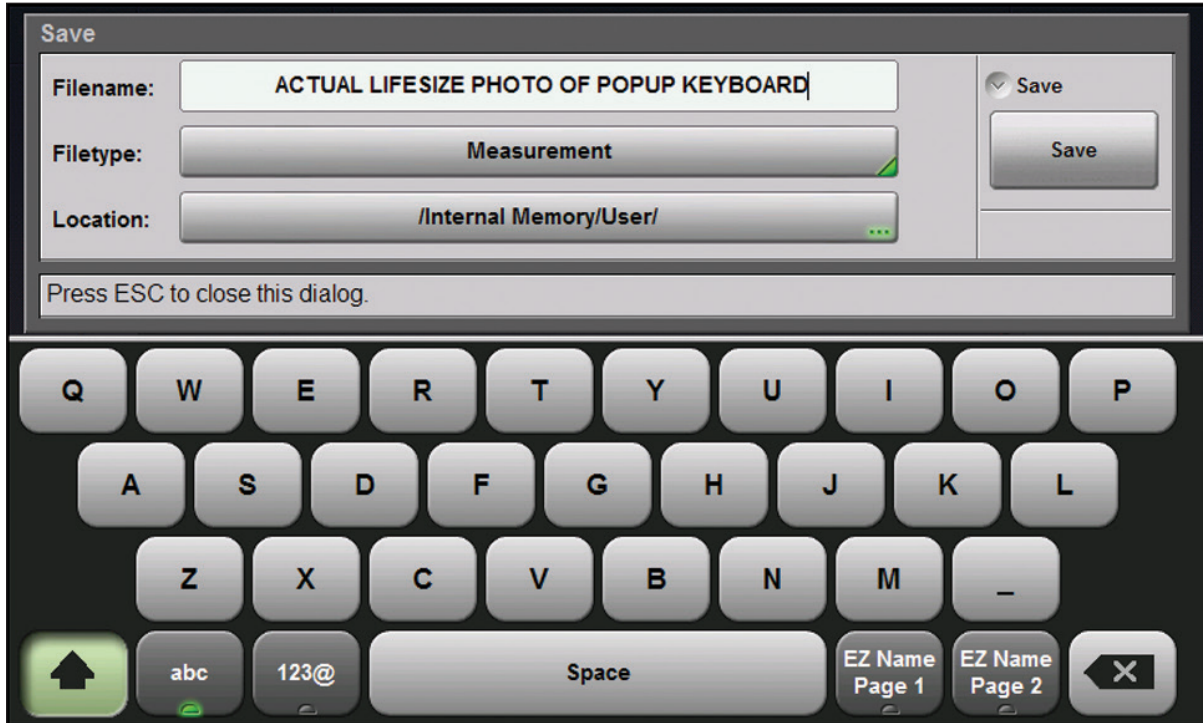 Save
Filename: ACTUAL LIFESIZE PHOTO OF POPUP KEYBOARD
Save
Filetype: Measurement
Save
Location: /Internal Memory/User/
Press ESC to close this dialog.
Q W E R T Y U I O P
A S D F G H J K L
Z X C V B N M _
abc 123@ Space EZ Name Page 1 EZ Name Page 2